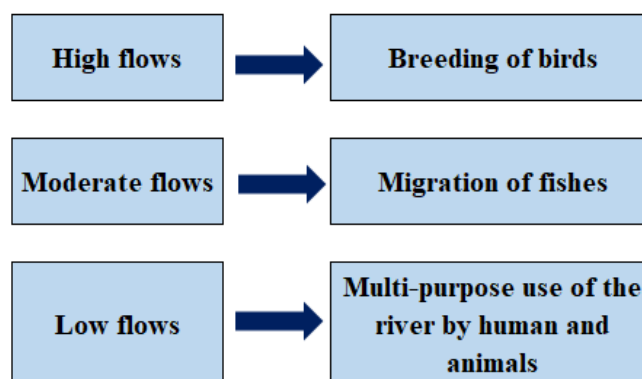 High flows
Breeding of birds
Moderate flows
Migration of fishes
Low flows
Multi-purpose use of the
river by human and
animals